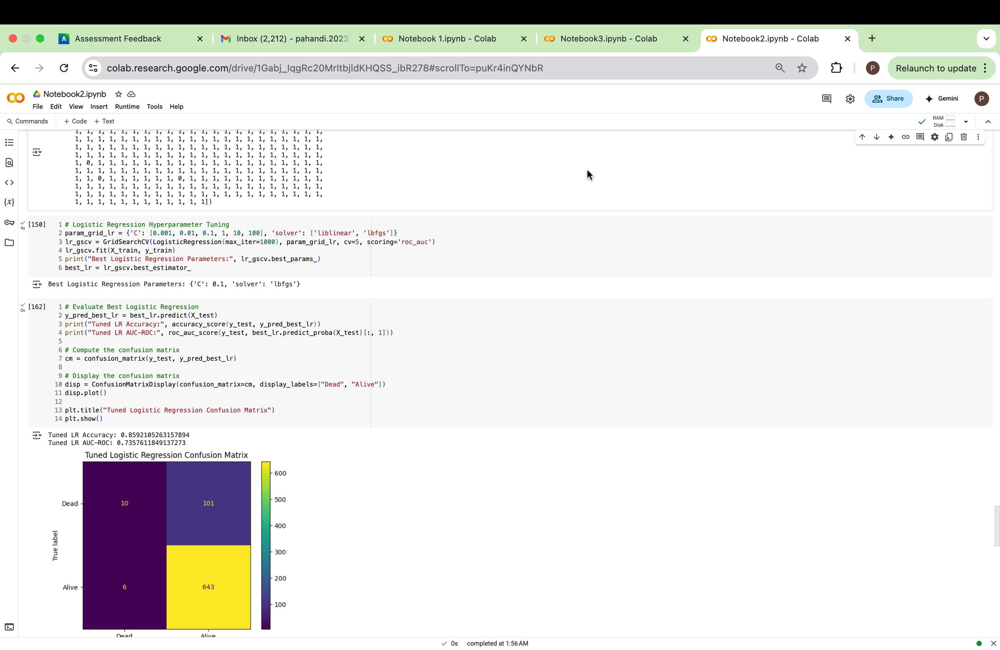 Assessment Feedback
Inbox (2,212) - pahandi.2023
Notebook 1.ipynb - Colab
Notebook3.ipynb - Colab
Notebook2.ipynb - Colab
P
Relaunch to update
Notebook2.ipynb
File Edit View Insert Runtime Tools Help
Share
Gemini
P
Commands
+ Code + Text
RAM
Disk
1, 1, 1, 1, 1, 1, 1, 1, 1, 1, 1, 1, 1, 1, 1, 1, 1, 1, 1, 1, 1, 1,
1, 1, 1, 1, 1, 1, 1, 1, 1, 1, 1, 1, 1, 1, 1, 1, 1, 1, 1, 1, 1, 1,
1, 1, 1, 1, 1, 1, 1, 1, 1, 1, 1, 1, 1, 1, 1, 1, 1, 1, 1, 1, 1, 1,
1, 1, 1, 1, 1, 1, 1, 1, 1, 1, 1, 1, 1, 1, 1, 1, 1, 1, 1, 1, 1, 1,
1, 0, 1, 1, 1, 1, 1, 1, 1, 1, 1, 1, 1, 1, 1, 1, 1, 1, 1, 1, 1, 1,
1, 1, 1, 1, 1, 1, 1, 1, 1, 1, 1, 1, 1, 1, 1, 1, 1, 1, 1, 1, 1, 1,
1, 1, 0, 1, 1, 1, 1, 1, 1, 0, 1, 1, 1, 1, 1, 1, 1, 1, 1, 1, 1, 1,
1, 1, 1, 1, 1, 1, 1, 1, 1, 1, 1, 1, 1, 1, 1, 1, 1, 1, 1, 1, 1, 1,
1, 1, 1, 1, 1, 1, 1, 1, 1, 1, 1, 1, 1, 1, 1, 1, 1, 1, 1, 1, 1, 1,
1, 1, 1, 1, 1, 1, 1, 1, 1, 1, 1, 1])
4s
[150]
1 # Logistic Regression Hyperparameter Tuning
2 param_grid_lr = {'C': [0.001, 0.01, 0.1, 1, 10, 100], 'solver': ['liblinear', 'lbfgs']}
3 lr_gscv = GridSearchCV(LogisticRegression(max_iter=1000), param_grid_lr, cv=5, scoring='roc_auc')
4 lr_gscv.fit(X_train, y_train)
5 print("Best Logistic Regression Parameters:", lr_gscv.best_params_)
6 best_lr = lr_gscv.best_estimator_
Best Logistic Regression Parameters: {'C': 0.1, 'solver': 'lbfgs'}
0s
[162]
1 # Evaluate Best Logistic Regression
2 y_pred_best_lr = best_lr.predict(X_test)
3 print("Tuned LR Accuracy:", accuracy_score(y_test, y_pred_best_lr))
4 print("Tuned LR AUC-ROC:", roc_auc_score(y_test, best_lr.predict_proba(X_test)[:, 1]))
5
6 # Compute the confusion matrix
7 cm = confusion_matrix(y_test, y_pred_best_lr)
8
9 # Display the confusion matrix
10 disp = ConfusionMatrixDisplay(confusion_matrix=cm, display_labels=["Dead", "Alive"])
11 disp.plot()
12
13 plt.title("Tuned Logistic Regression Confusion Matrix")
14 plt.show()
Tuned LR Accuracy: 0.8592105263157894
Tuned LR AUC-ROC: 0.7357611849137273
Tuned Logistic Regression Confusion Matrix
600
500
400
300
200
100
Dead
10
101
True label
Alive
6
643
Dead
Alive
0s completed at 1:56 AM